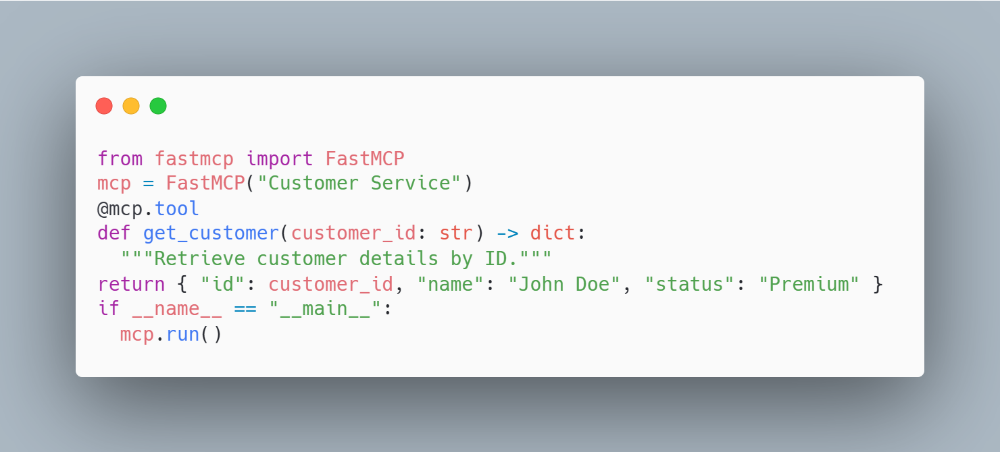 from fastmcp import FastMCP
mcp = FastMCP("Customer Service")
@mcp.tool
def get_customer(customer_id: str) -> dict:
  """Retrieve customer details by ID."""
return { "id": customer_id, "name": "John Doe", "status": "Premium" }
if __name__ == "__main__":
  mcp.run()